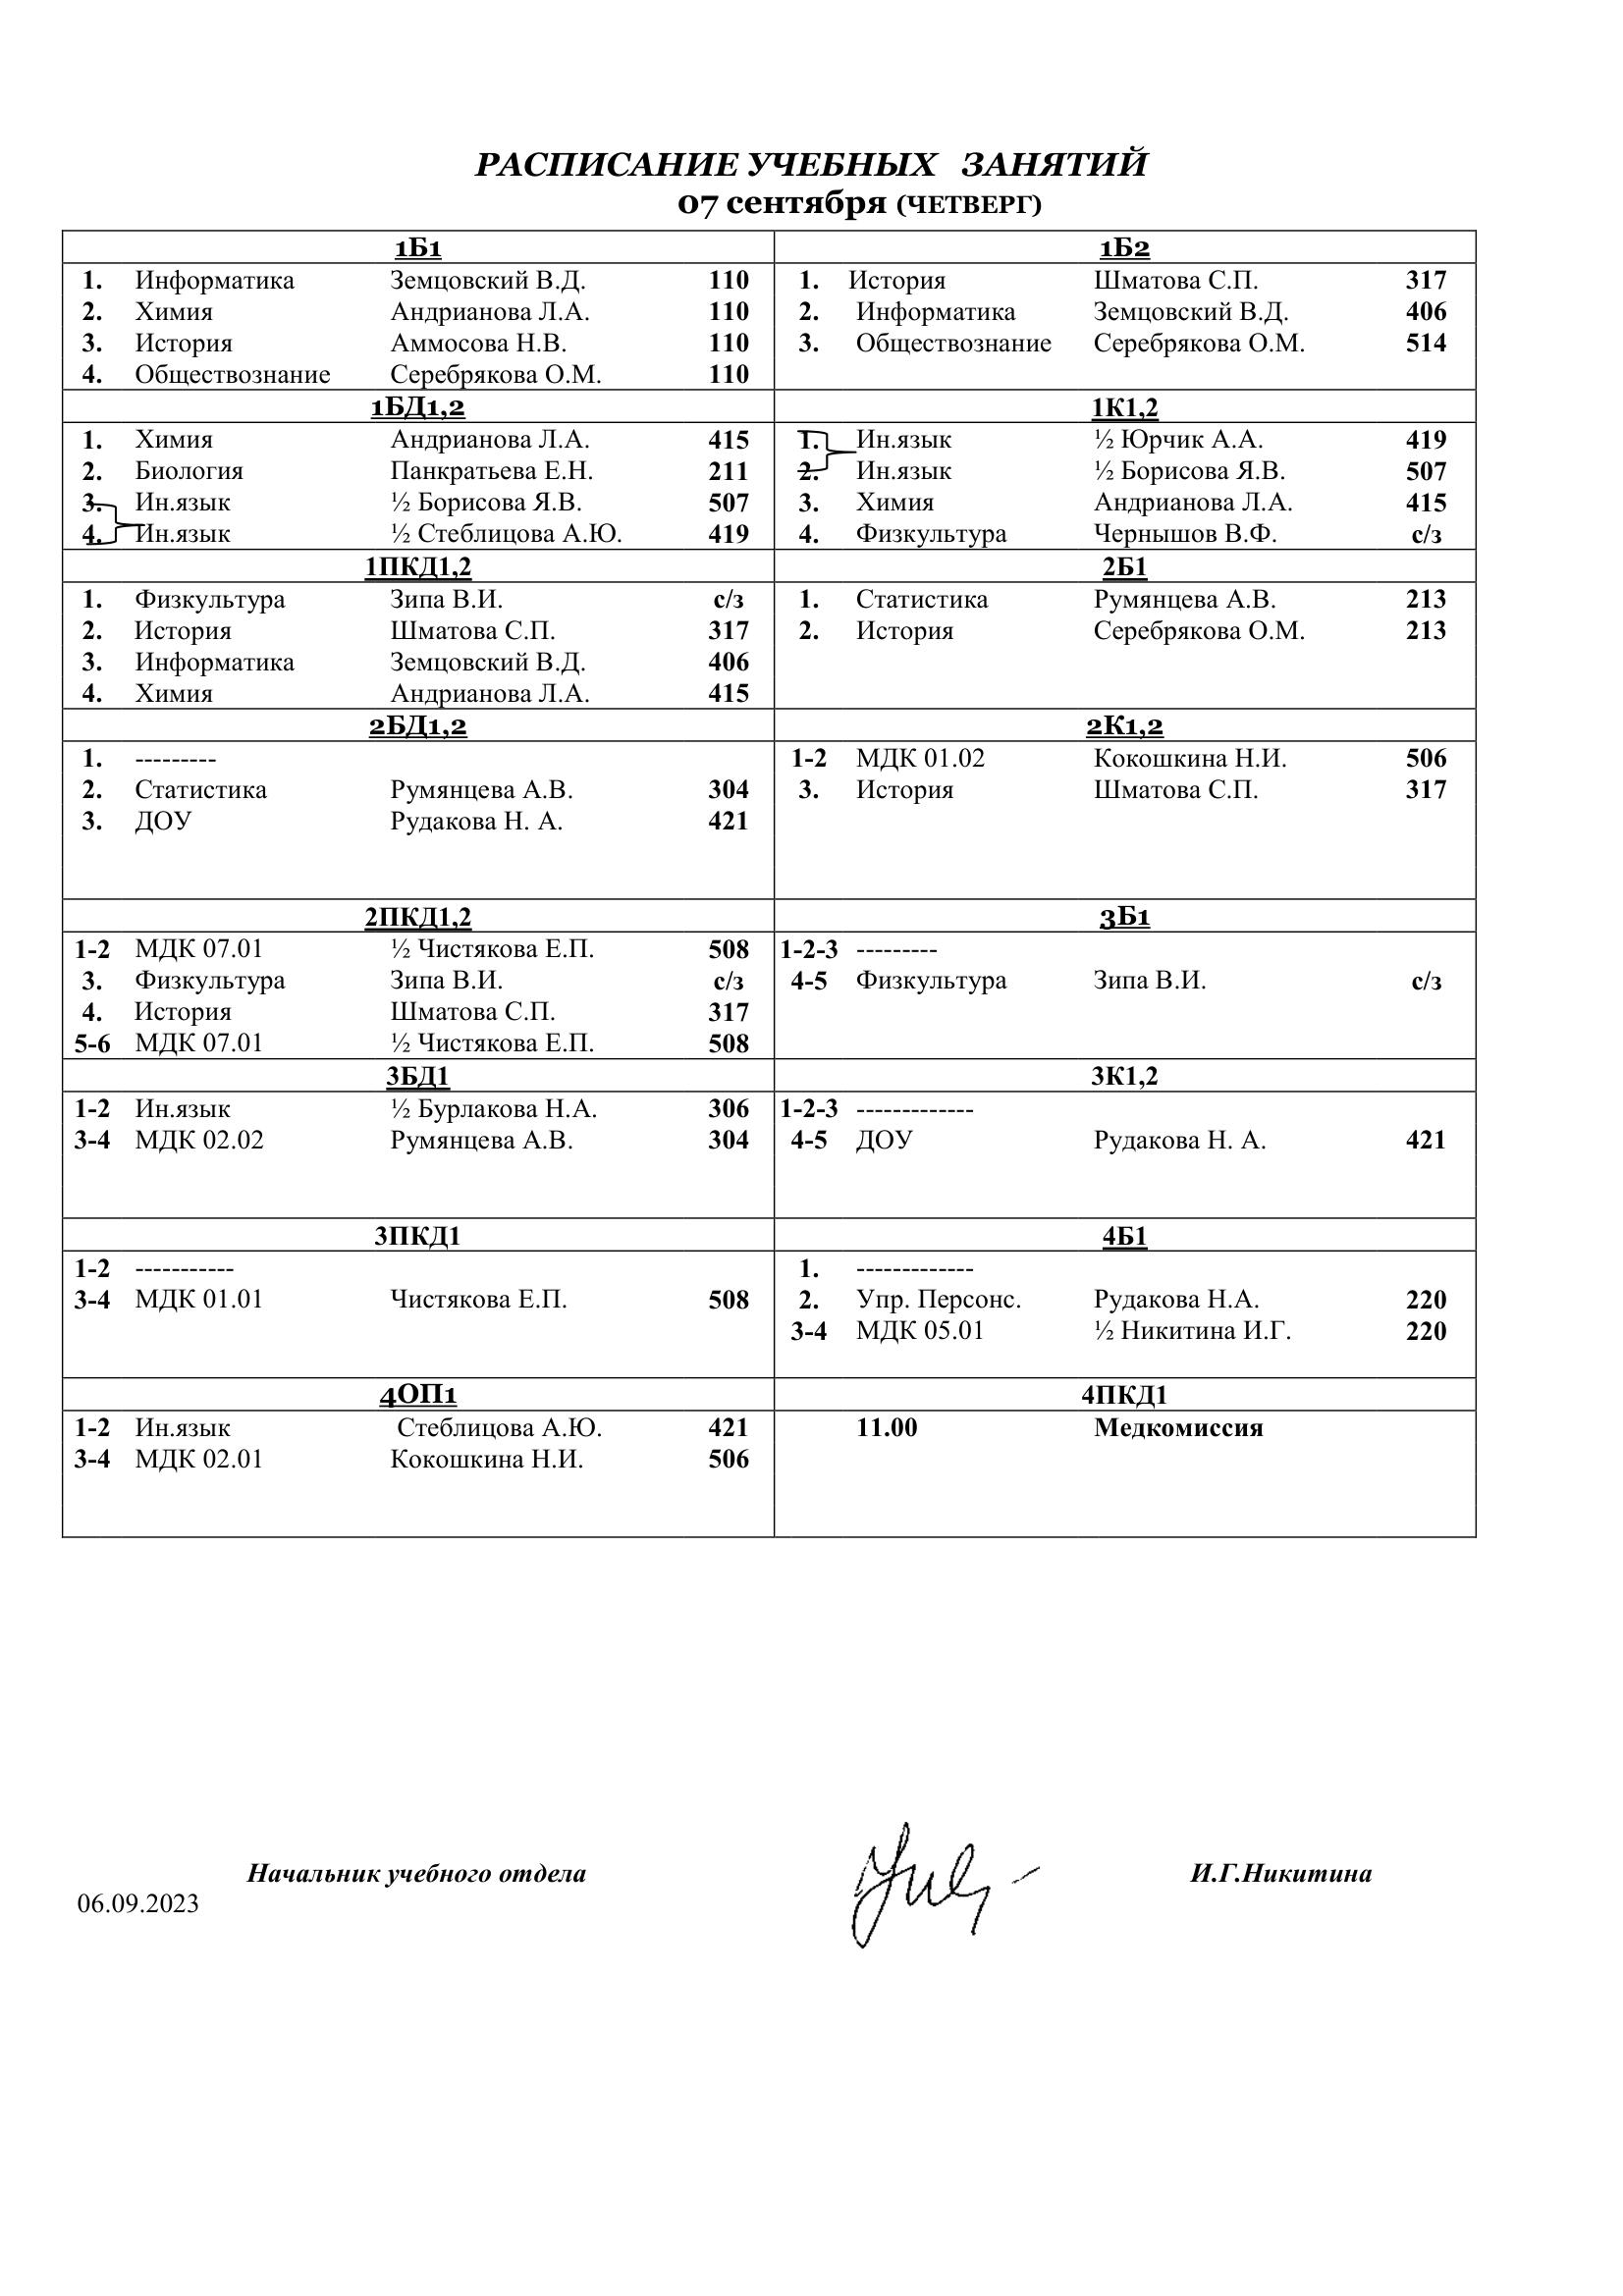 РАСПИСАНИЕ УЧЕБНЫХ ЗАНЯТИЙ
07 сентября (ЧЕТВЕРГ)
1Б1
1. Информатика Земцовский В.Д. 110
2. Химия Андрианова Л.А. 110
3. История Аммосова Н.В. 110
4. Обществознание Серебрякова О.М. 110
1Б2
1. История Шматова С.П. 317
2. Информатика Земцовский В.Д. 406
3. Обществознание Серебрякова О.М. 514
1БД1,2
1. Химия Андрианова Л.А. 415
2. Биология Панкратьева Е.Н. 211
3. Ин.язык ½ Борисова Я.В. 507
4. Ин.язык ½ Стеблицова А.Ю. 419
1К1,2
1. Ин.язык ½ Юрчик А.А. 419
2. Ин.язык ½ Борисова Я.В. 507
3. Химия Андрианова Л.А. 415
4. Физкультура Чернышов В.Ф. с/з
1ПКД1,2
1. Физкультура Зипа В.И. с/з
2. История Шматова С.П. 317
3. Информатика Земцовский В.Д. 406
4. Химия Андрианова Л.А. 415
2Б1
1. Статистика Румянцева А.В. 213
2. История Серебрякова О.М. 213
2БД1,2
1. ---------
2. Статистика Румянцева А.В. 304
3. ДОУ Рудакова Н. А. 421
2К1,2
1-2 МДК 01.02 Кокошкина Н.И. 506
3. История Шматова С.П. 317
2ПКД1,2
1-2 МДК 07.01 ½ Чистякова Е.П. 508
3. Физкультура Зипа В.И. с/з
4. История Шматова С.П. 317
5-6 МДК 07.01 ½ Чистякова Е.П. 508
3Б1
1-2-3 ---------
4-5 Физкультура Зипа В.И. с/з
3БД1
1-2 Ин.язык ½ Бурлакова Н.А. 306
3-4 МДК 02.02 Румянцева А.В. 304
3К1,2
1-2-3 -------------
4-5 ДОУ Рудакова Н. А. 421
3ПКД1
1-2 -----------
3-4 МДК 01.01 Чистякова Е.П. 508
4Б1
1. -------------
2. Упр. Персонс. Рудакова Н.А. 220
3-4 МДК 05.01 ½ Никитина И.Г. 220
4ОП1
1-2 Ин.язык Стеблицова А.Ю. 421
3-4 МДК 02.01 Кокошкина Н.И. 506
4ПКД1
11.00 Медкомиссия
Начальник учебного отдела И.Г.Никитина
06.09.2023